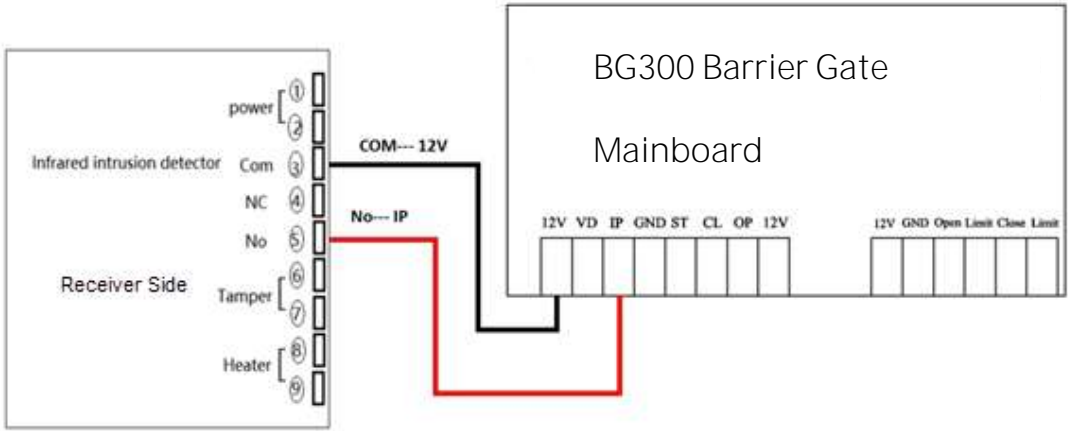 BG300 Barrier Gate
Mainboard
power
①
②
COM--- 12V
Infrared intrusion detector Com ③
NC ④
No--- IP
No ⑤
Receiver Side
Tamper
⑥
⑦
Heater
⑧
⑨
12V VD IP GND ST CL OP 12V
12V GND Open Limit Close Limit